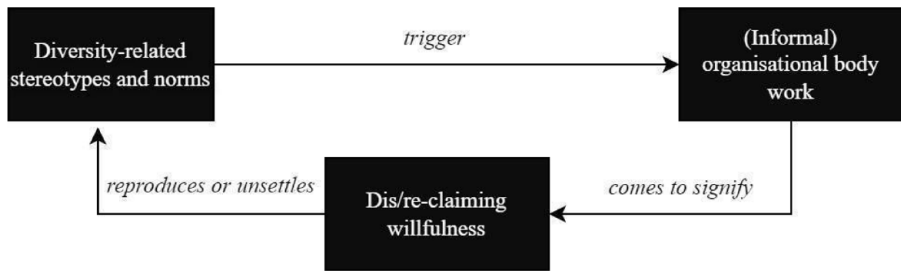 Diversity-related
stereotypes and norms
trigger
(Informal)
organisational body
work
reproduces or unsettles
Dis/re-claiming
willfulness
comes to signify